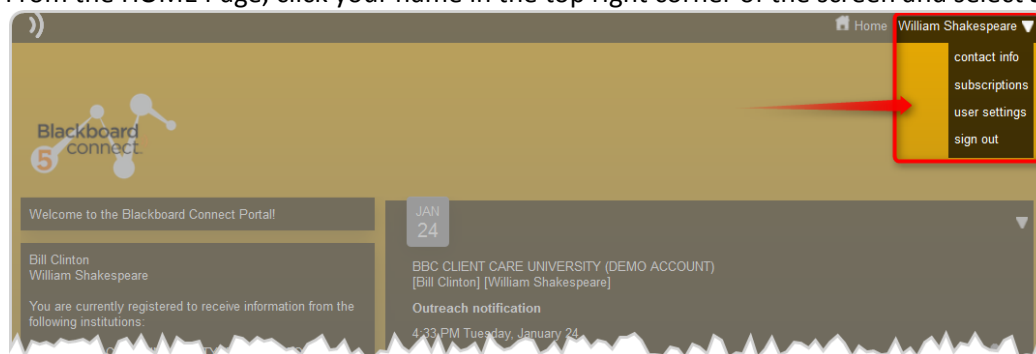 From the HOME Page, click your name in the top right corner of the screen and select
Home William Shakespeare
contact info
subscriptions
user settings
sign out
Blackboard
5 connect
Welcome to the Blackboard Connect Portal!
Bill Clinton
William Shakespeare
You are currently registered to receive information from the
following institutions:
JAN
24
BBC CLIENT CARE UNIVERSITY (DEMO ACCOUNT)
[Bill Clinton] [William Shakespeare]
Outreach notification
4:33 PM Tuesday, January 24